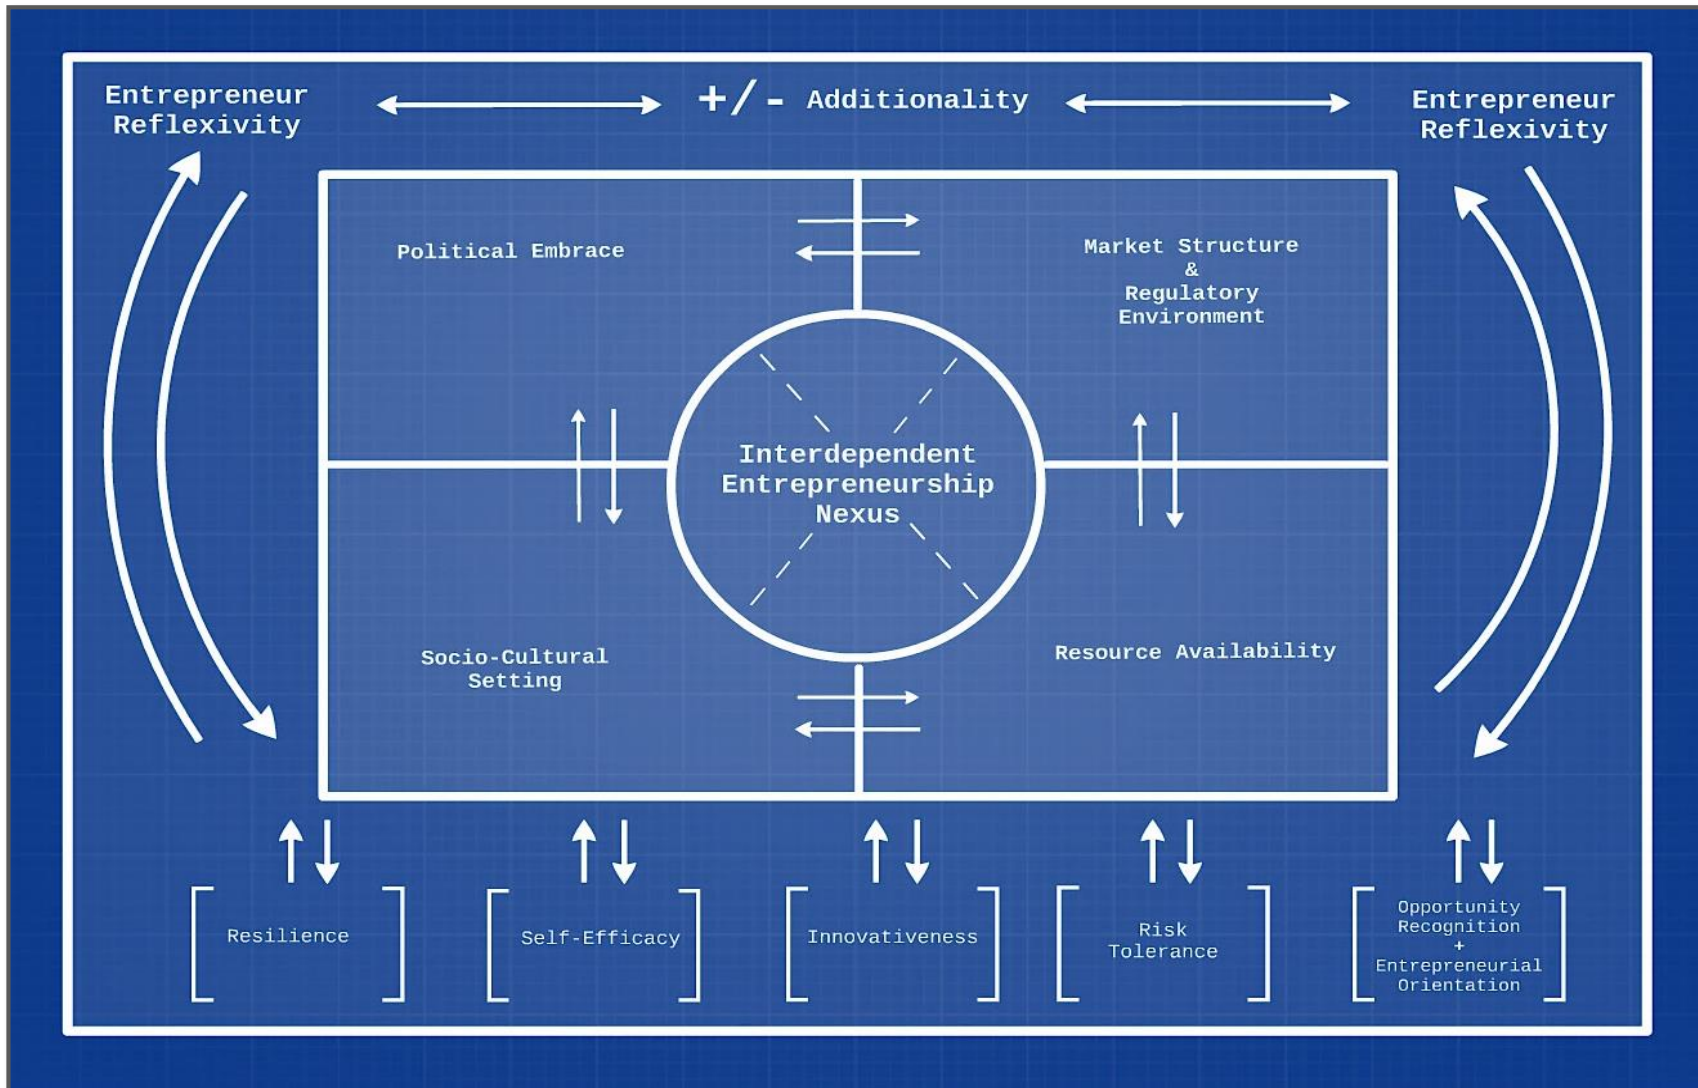 Entrepreneur
Reflexivity
+/- Additionality
Entrepreneur
Reflexivity
Political Embrace
Market Structure
&
Regulatory
Environment
Interdependent
Entrepreneurship
Nexus
Socio-Cultural
Setting
Resource Availability
Resilience
Self-Efficacy
Innovativeness
Risk
Tolerance
Opportunity
Recognition
+
Entrepreneurial
Orientation